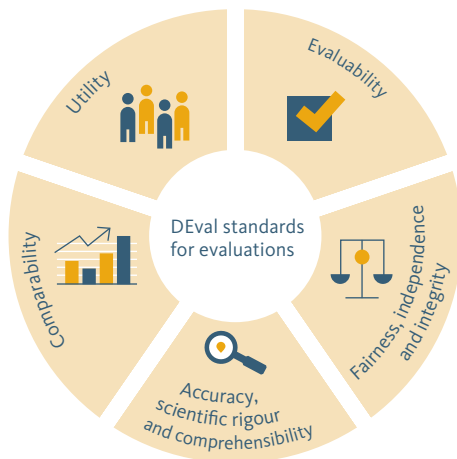 DEval standards
for evaluations
Evaluability
Fairness, independence
and integrity
Accuracy,
scientific rigour
and comprehensibility
Comparability
Utility